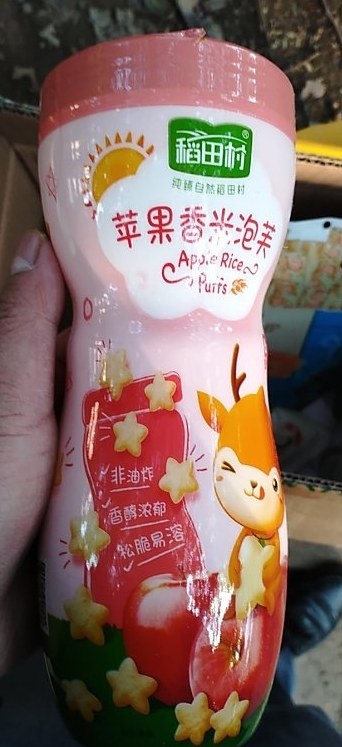 稻田村®
纯臻自然稻田村
苹果香米泡芙
Apple Rice
Puffs
非油炸
香醇浓郁
松脆易溶